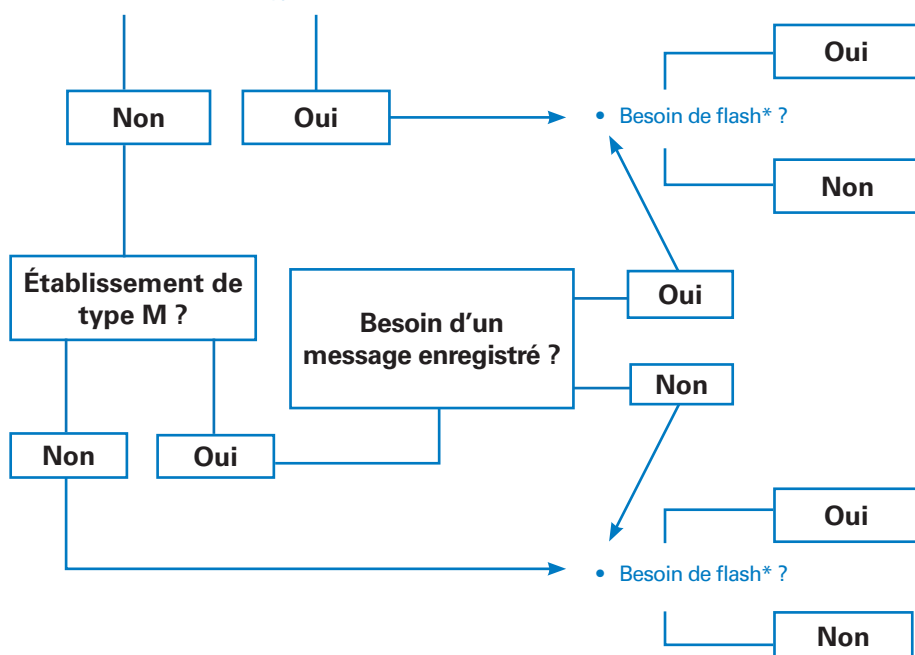 Oui
Non
Oui
• Besoin de flash* ?
Non
Établissement de
type M ?
Besoin d'un
message enregistré ?
Oui
Non
Non
Oui
Oui
• Besoin de flash* ?
Non